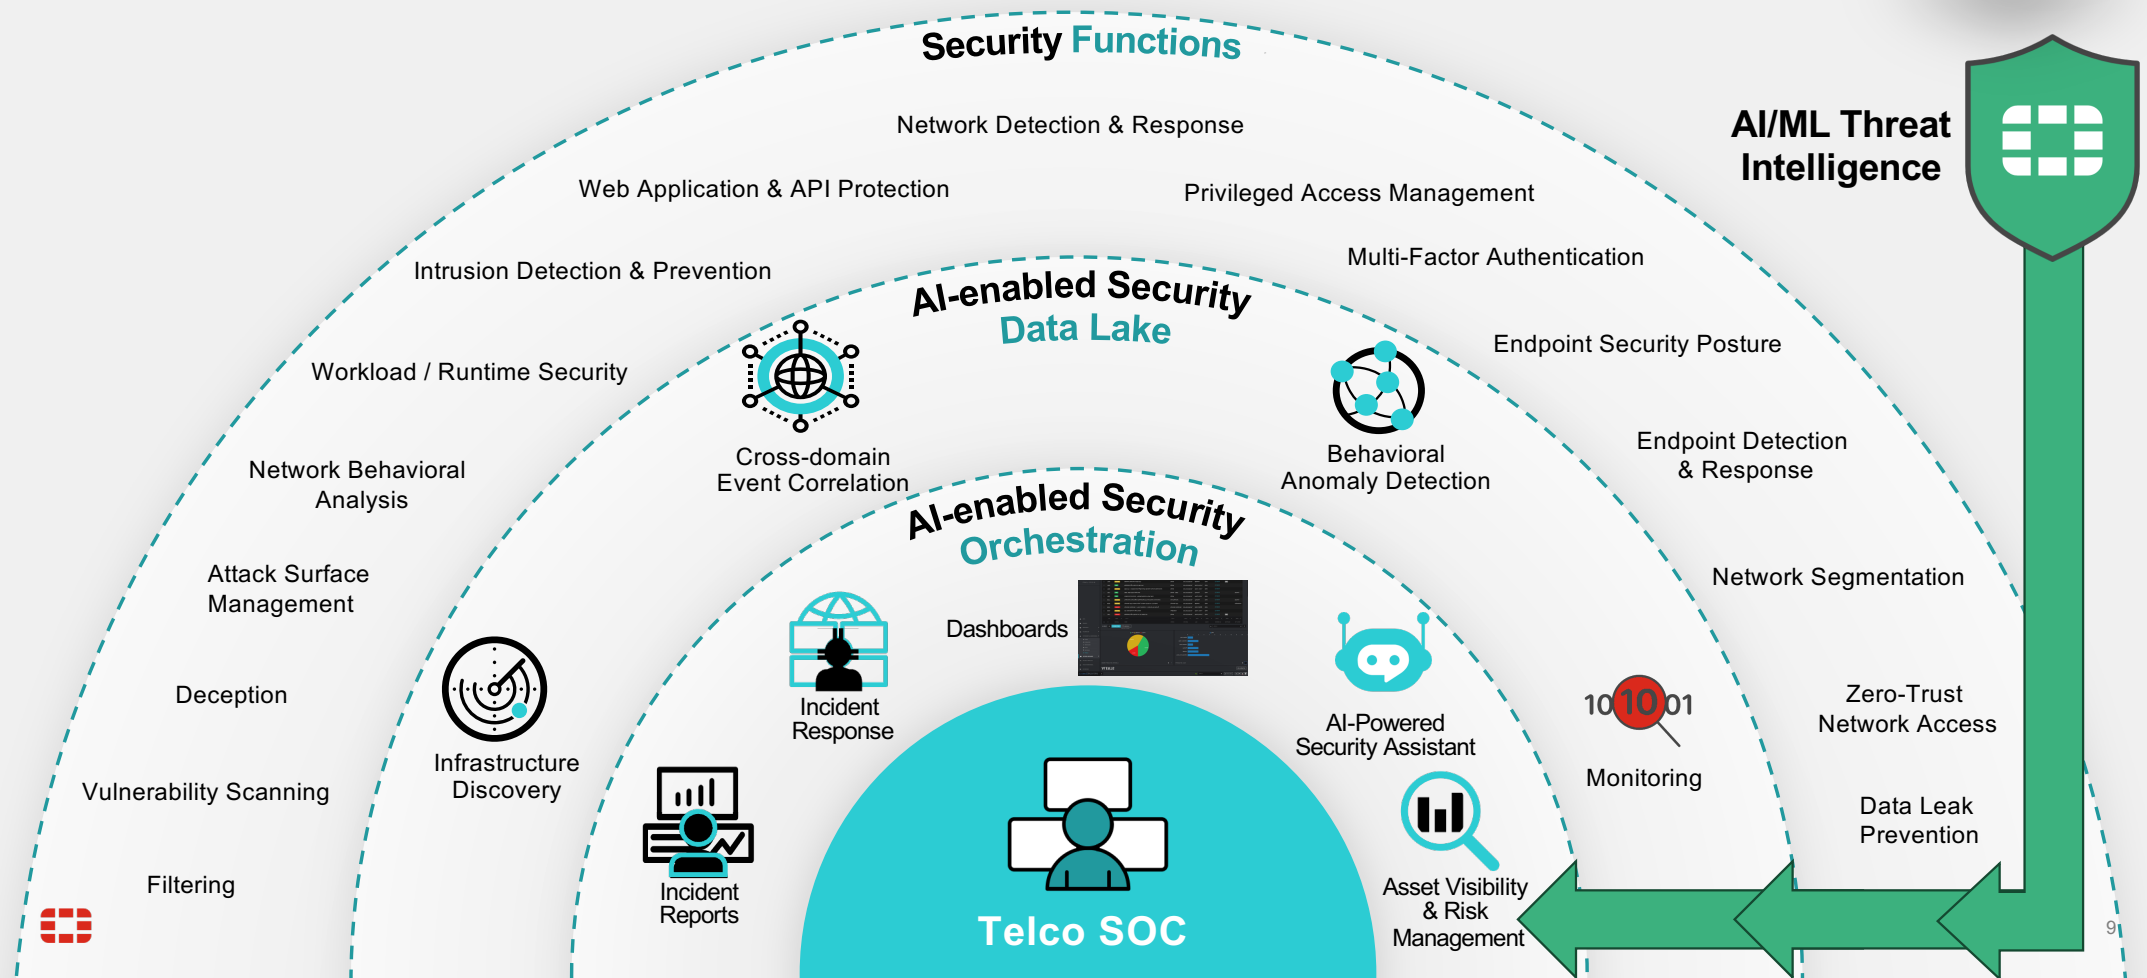 Security Functions
AI/ML Threat
Intelligence
Network Detection & Response
Web Application & API Protection
Privileged Access Management
Intrusion Detection & Prevention
Multi-Factor Authentication
Workload / Runtime Security
Endpoint Security Posture
Network Behavioral
Analysis
Endpoint Detection
& Response
Attack Surface
Management
Network Segmentation
Deception
Zero-Trust
Network Access
Vulnerability Scanning
Data Leak
Prevention
Filtering
AI-enabled Security
Data Lake
Cross-domain
Event Correlation
Behavioral
Anomaly Detection
Infrastructure
Discovery
10 10 01
Monitoring
AI-enabled Security
Orchestration
Incident
Response
Dashboards
AI-Powered
Security Assistant
Incident
Reports
Asset Visibility
& Risk
Management
Telco SOC
9